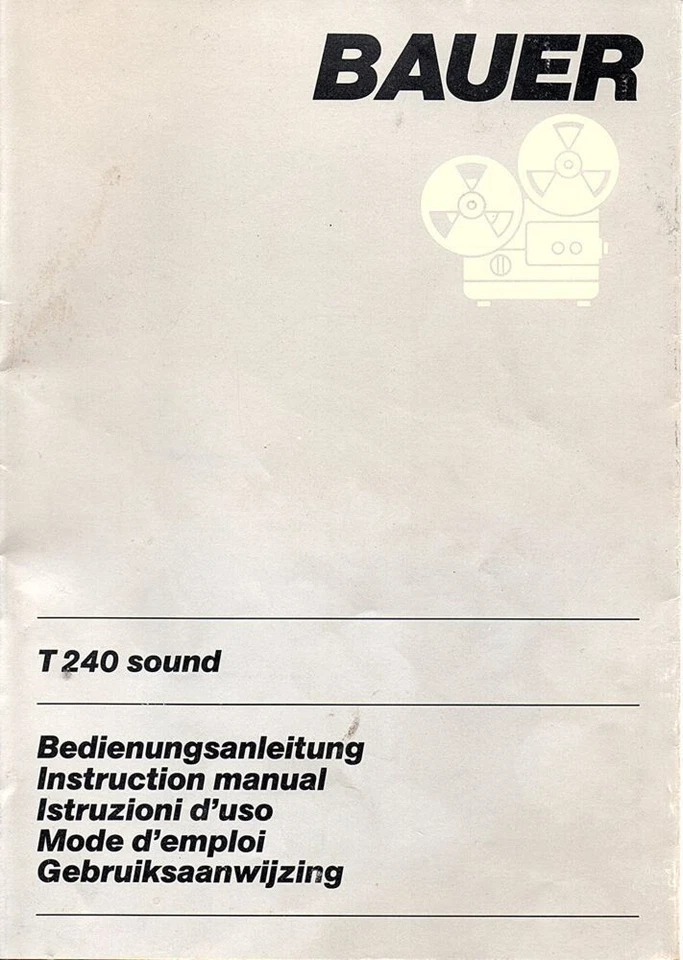 BAUER
T 240 sound
Bedienungsanleitung
Instruction manual
Istruzioni d'uso
Mode d'emploi
Gebruiksaanwijzing